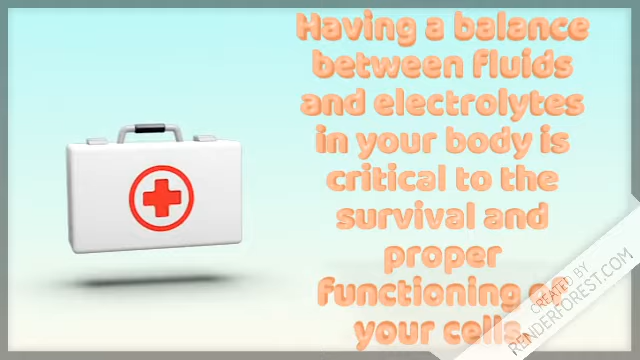 Having a balance
between fluids
and electrolytes
in your body is
critical to the
survival and
proper
functioning of
your cells
CREATED BY
RENDERFOREST.COM